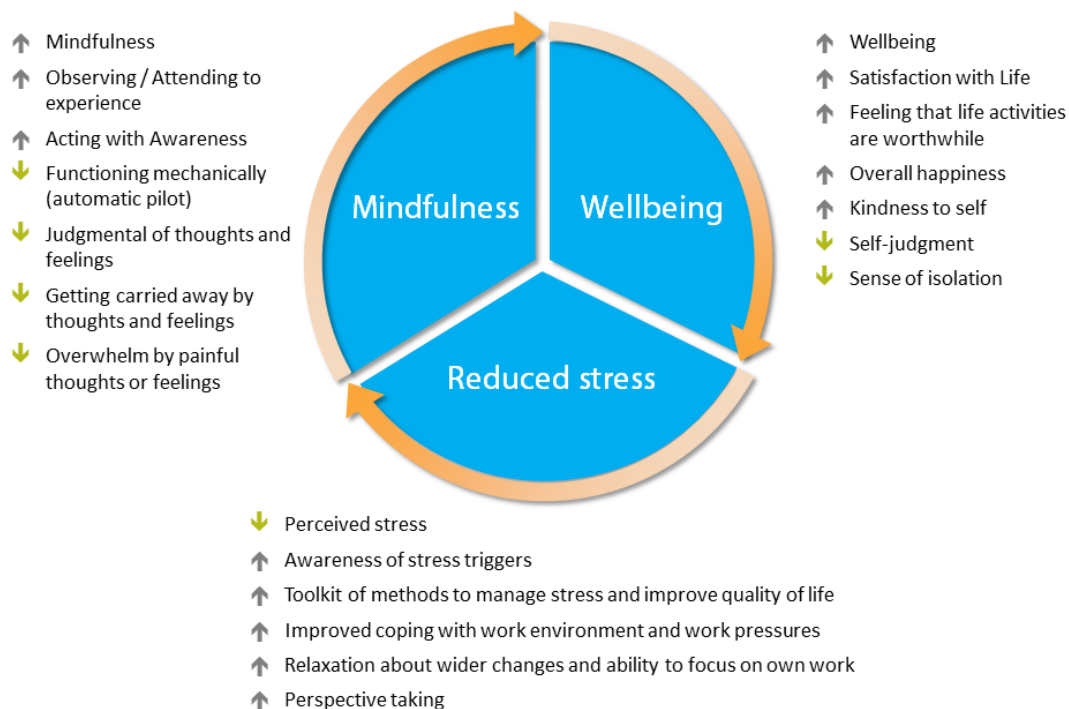 Mindfulness
Observing / Attending to
experience
Acting with Awareness
Functioning mechanically
(automatic pilot)
Judgmental of thoughts and
feelings
Getting carried away by
thoughts and feelings
Overwhelm by painful
thoughts or feelings
Mindfulness
Wellbeing
Reduced stress
Wellbeing
Satisfaction with Life
Feeling that life activities
are worthwhile
Overall happiness
Kindness to self
Self-judgment
Sense of isolation
Perceived stress
Awareness of stress triggers
Toolkit of methods to manage stress and improve quality of life
Improved coping with work environment and work pressures
Relaxation about wider changes and ability to focus on own work
Perspective taking